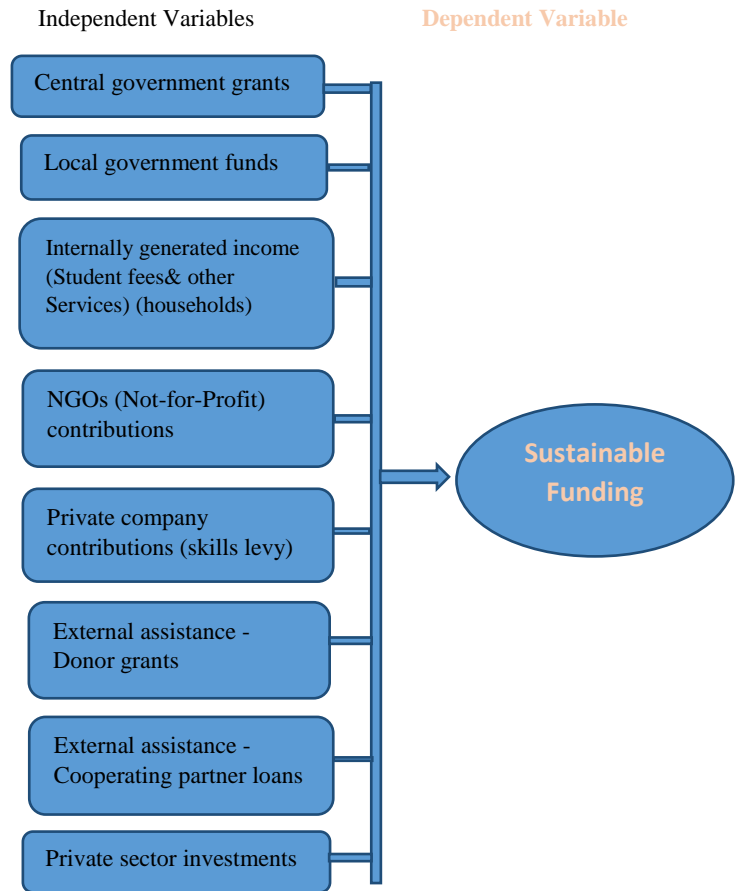 Independent Variables
Dependent Variable
Central government grants
Local government funds
Internally generated income
(Student fees& other
Services) (households)
NGOs (Not-for-Profit)
contributions
Private company
contributions (skills levy)
External assistance -
Donor grants
External assistance -
Cooperating partner loans
Private sector investments
Sustainable
Funding